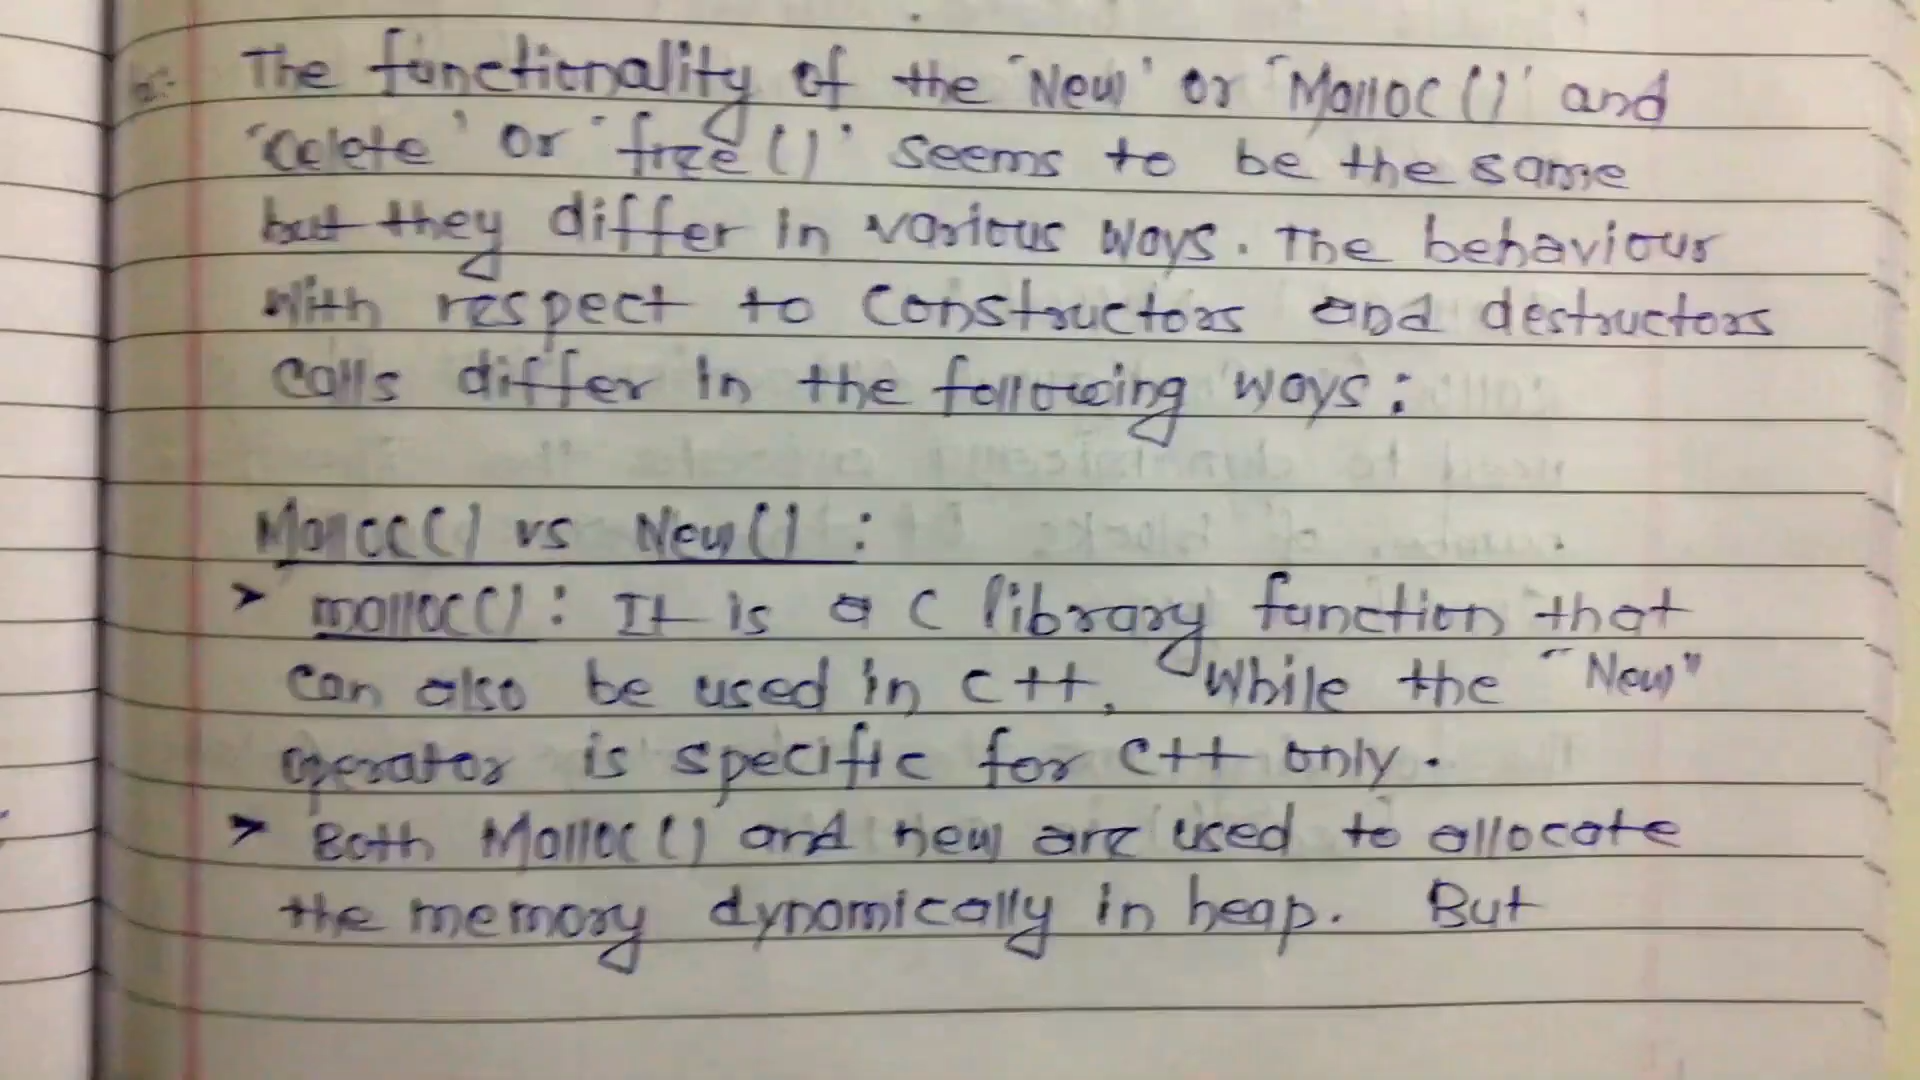 The functionality of the "New" or "Malloc()" and
"delete" or "free()" seems to be the same
but they differ in various ways. The behaviour
with respect to constructors and destructors
calls differ in the following ways:
Malloc() vs New():
> malloc(): It is a C library function that
can also be used in C++, While the "New"
operator is specific for C++ only.
> Both Malloc() and new are used to allocate
the memory dynamically in heap. But